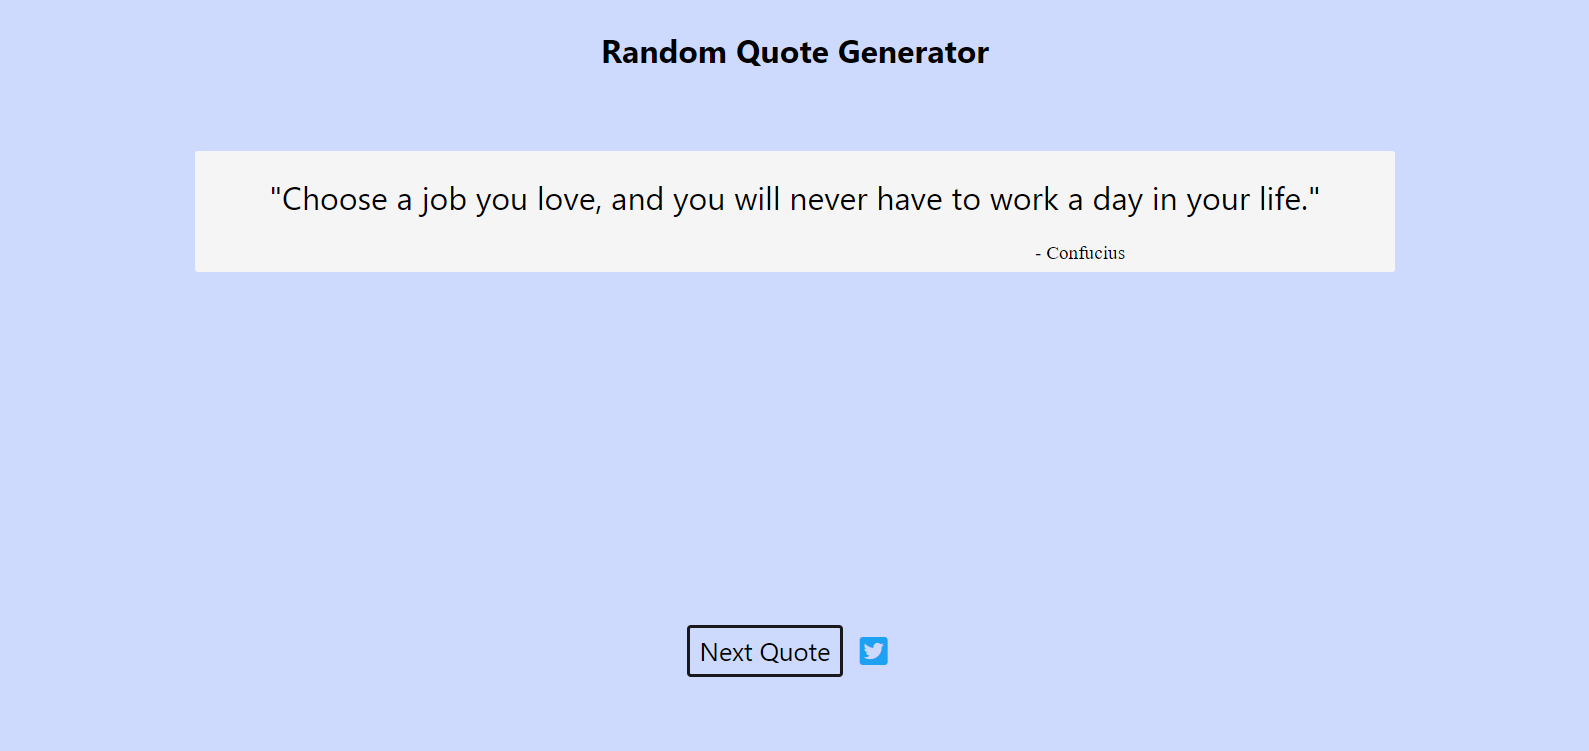 Random Quote Generator
"Choose a job you love, and you will never have to work a day in your life."
- Confucius
Next Quote